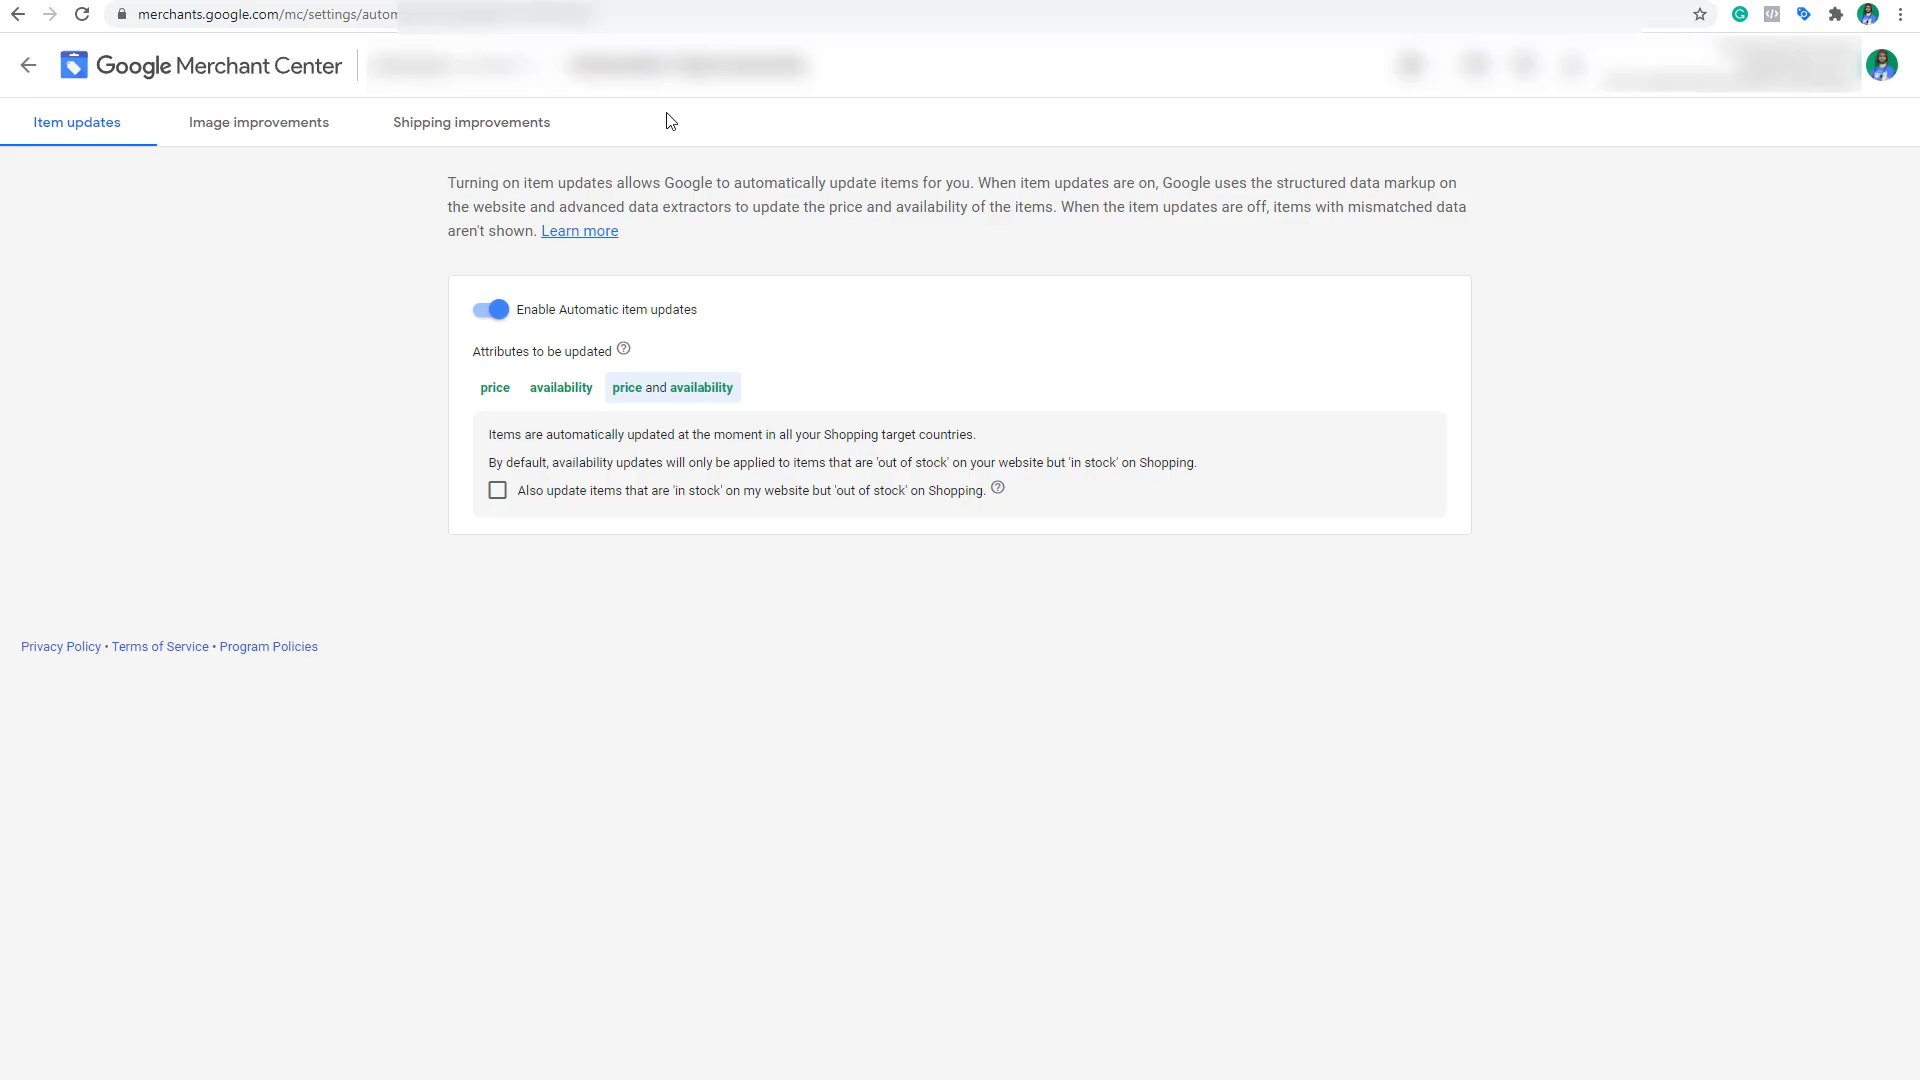 merchants.google.com/mc/settings/autom
Google Merchant Center
Item updates Image improvements Shipping improvements
Turning on item updates allows Google to automatically update items for you. When item updates are on, Google uses the structured data markup on
the website and advanced data extractors to update the price and availability of the items. When the item updates are off, items with mismatched data
aren't shown. Learn more
Enable Automatic item updates
Attributes to be updated
price availability price and availability
Items are automatically updated at the moment in all your Shopping target countries.
By default, availability updates will only be applied to items that are 'out of stock' on your website but 'in stock' on Shopping.
Also update items that are 'in stock' on my website but 'out of stock' on Shopping.
Privacy Policy • Terms of Service • Program Policies